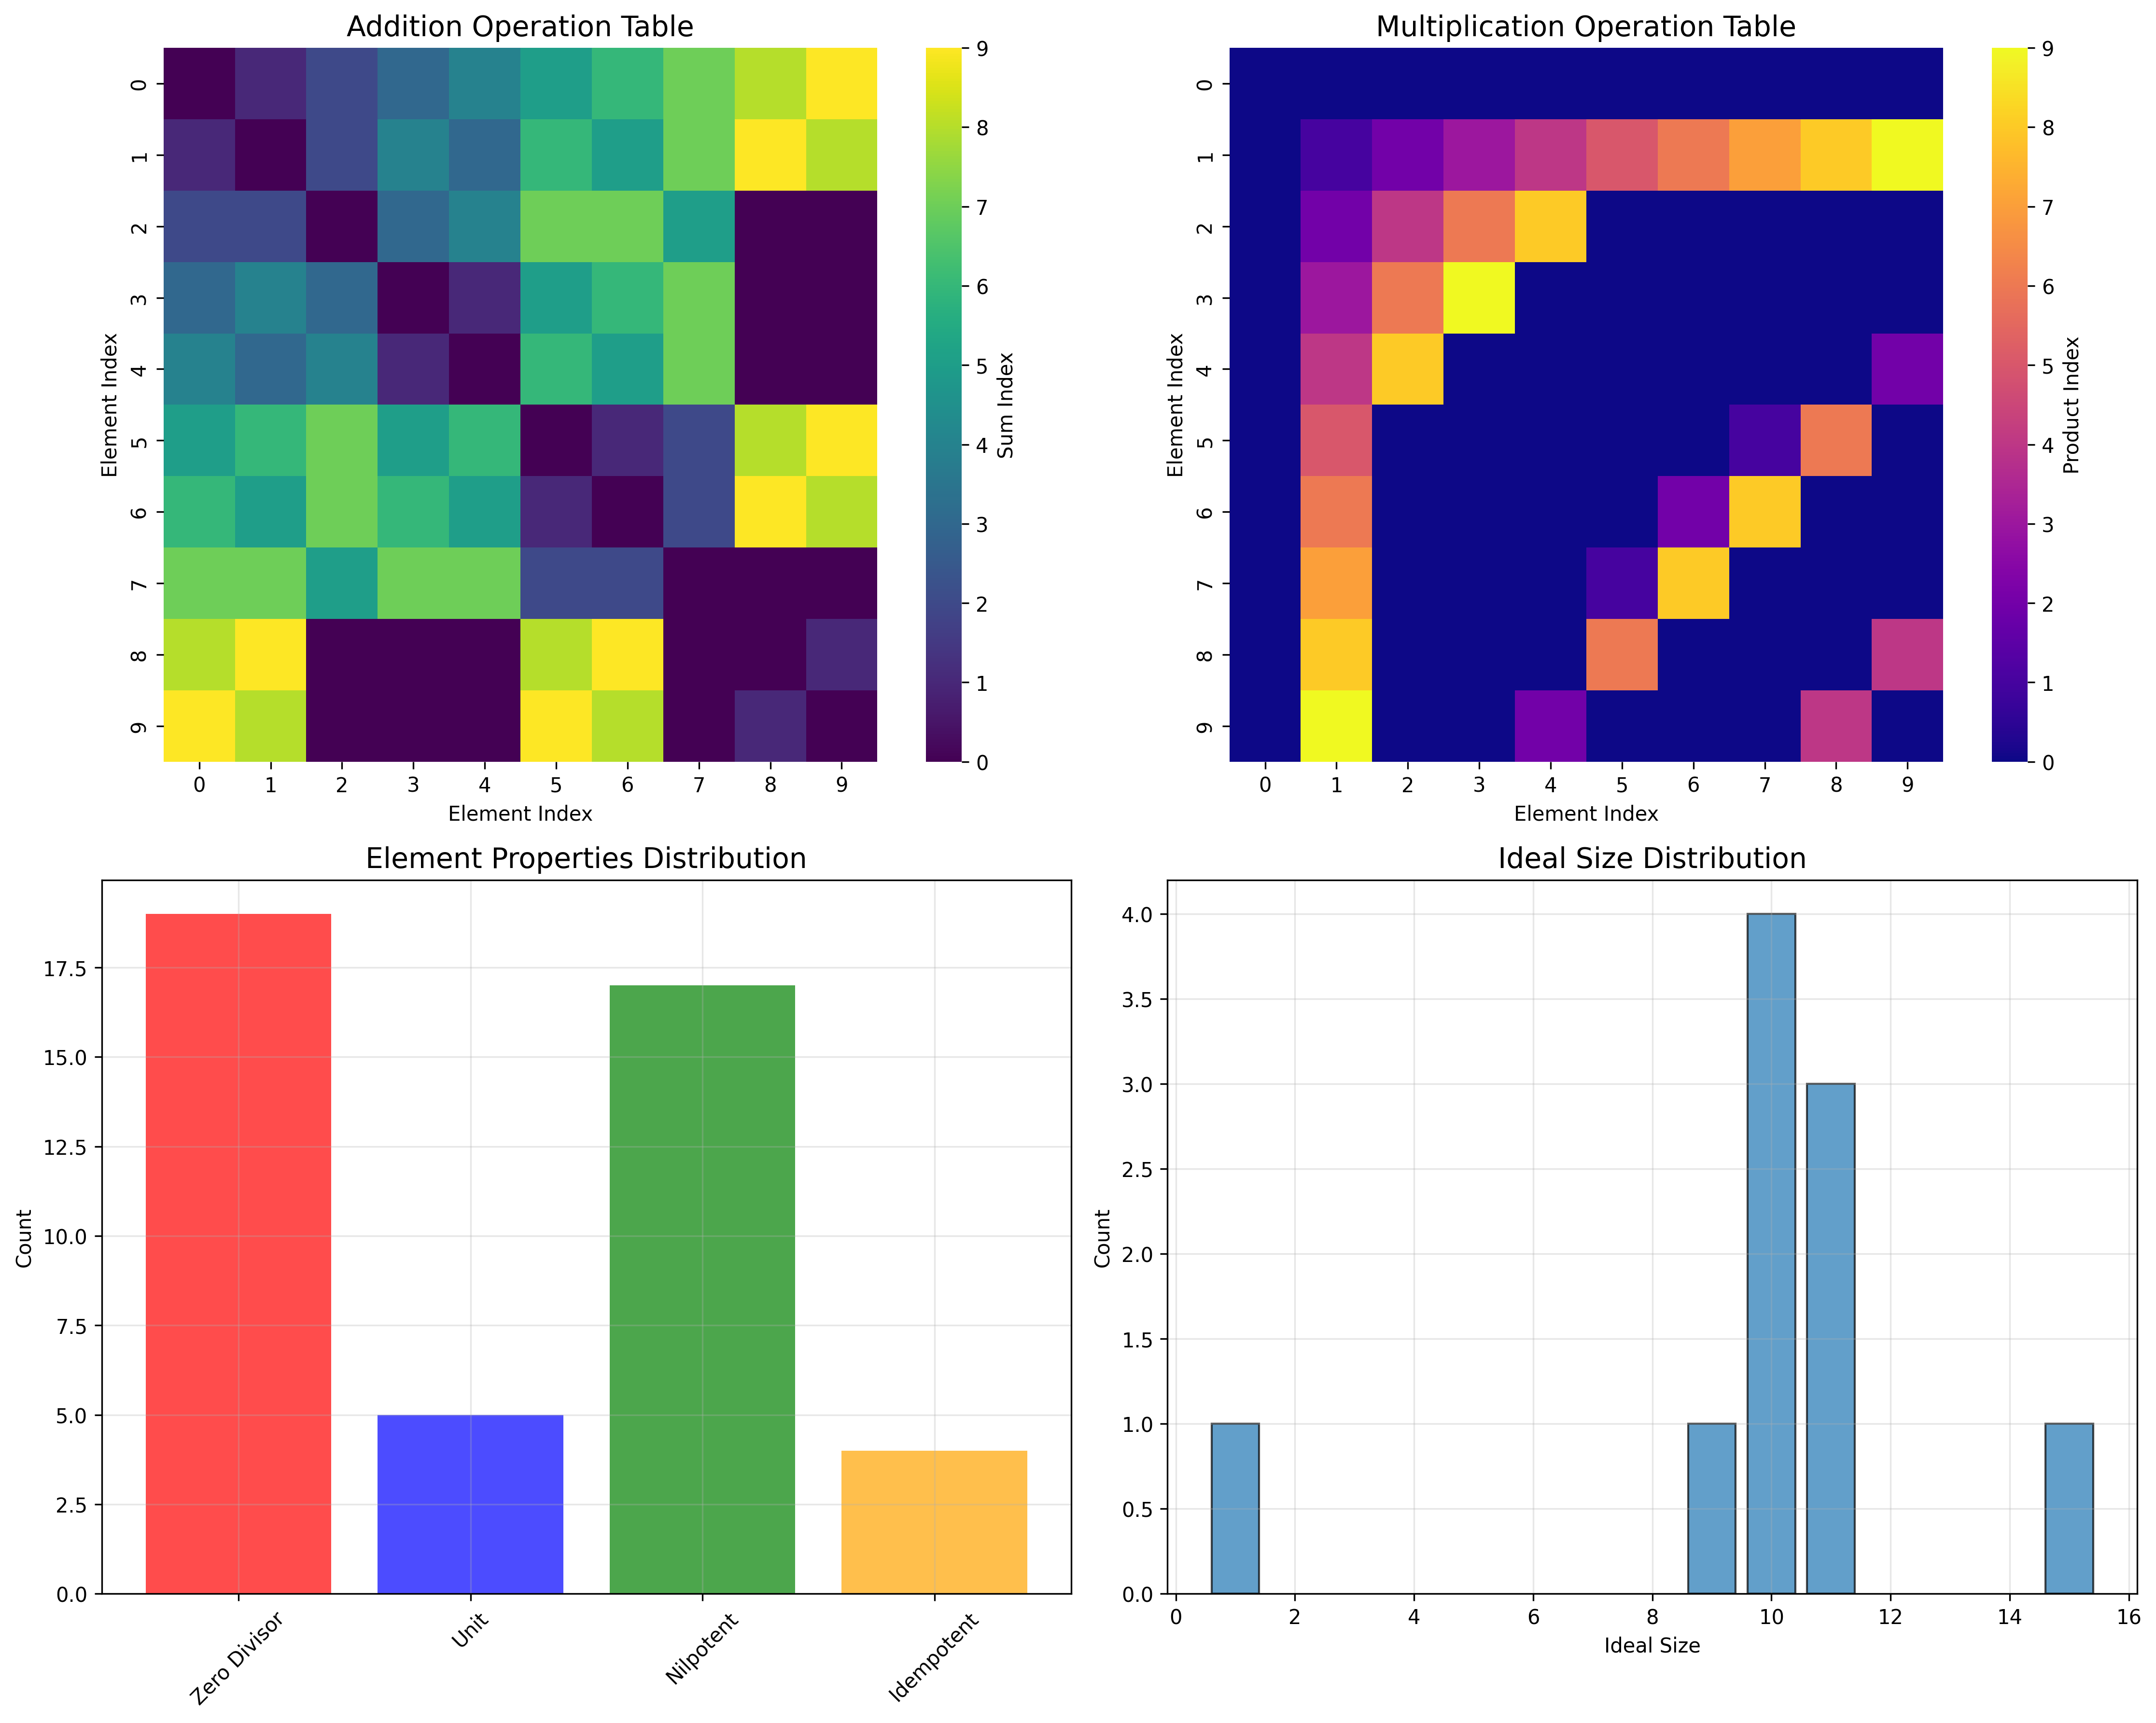 Addition Operation Table
0
1
2
3
4
5
6
7
8
9
Element Index
0 1 2 3 4 5 6 7 8 9
Element Index
9
8
7
6
5
4
3
2
1
0
Sum Index
Multiplication Operation Table
0
1
2
3
4
5
6
7
8
9
Element Index
0 1 2 3 4 5 6 7 8 9
Element Index
9
8
7
6
5
4
3
2
1
0
Product Index
Element Properties Distribution
17.5
15.0
12.5
10.0
7.5
5.0
2.5
0.0
Count
Zero Divisor
Unit
Nilpotent
Idempotent
Ideal Size Distribution
4.0
3.5
3.0
2.5
2.0
1.5
1.0
0.5
0.0
Count
0 2 4 6 8 10 12 14 16
Ideal Size